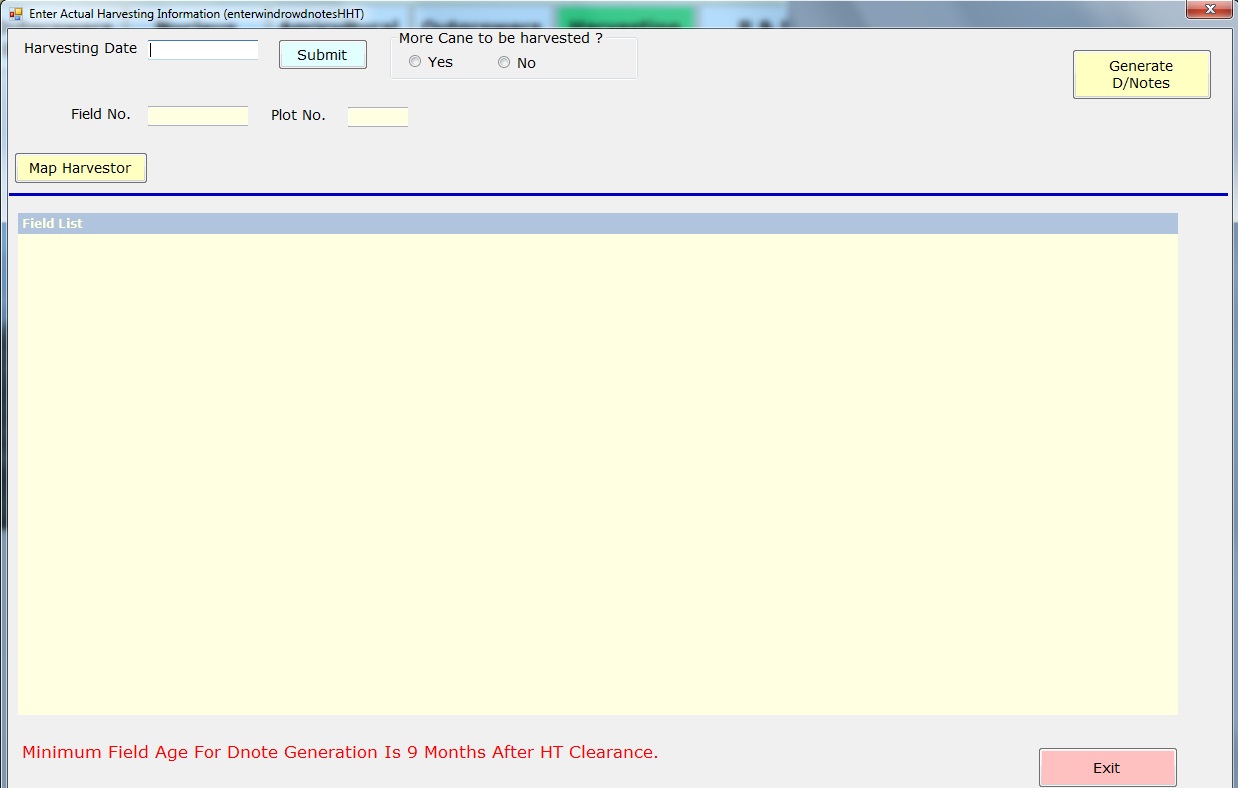 Enter Actual Harvesting Information (enterwindrowdnotesHHT)
Harvesting Date
Submit
More Cane to be harvested ?
Yes
No
Generate
D/Notes
Field No.
Plot No.
Map Harvestor
Field List
Minimum Field Age For Dnote Generation Is 9 Months After HT Clearance.
Exit